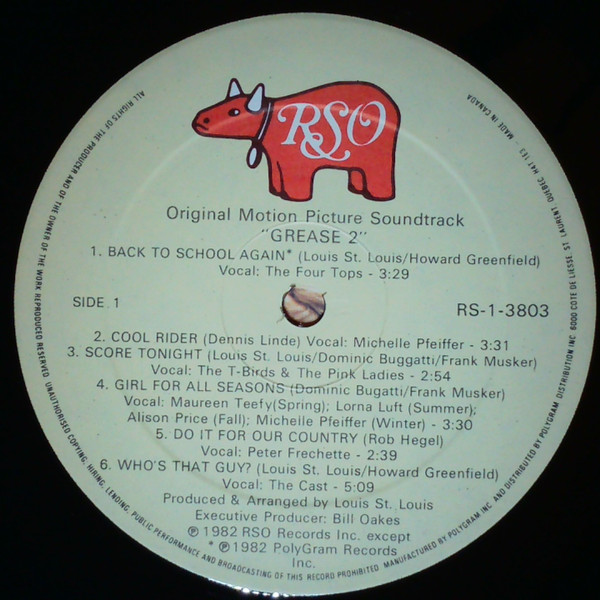 RSO
Original Motion Picture Soundtrack
"GREASE 2"
1. BACK TO SCHOOL AGAIN* (Louis St. Louis/Howard Greenfield)
Vocal: The Four Tops - 3:29
SIDE 1
RS-1-3803
2. COOL RIDER (Dennis Linde) Vocal: Michelle Pfeiffer - 3:31
3. SCORE TONIGHT (Louis St. Louis/Dominic Buggatti/Frank Musker)
Vocal: The T-Birds & The Pink Ladies - 2:54
4. GIRL FOR ALL SEASONS (Dominic Bugatti/Frank Musker)
Vocal: Maureen Teefy(Spring); Lorna Luft (Summer);
Alison Price (Fall); Michelle Pfeiffer (Winter) - 3:30
5. DO IT FOR OUR COUNTRY (Rob Hegel)
Vocal: Peter Frechette - 2:39
6. WHO'S THAT GUY? (Louis St. Louis/Howard Greenfield)
Vocal: The Cast - 5:09
Produced & Arranged by Louis St. Louis
Executive Producer: Bill Oakes
℗ 1982 RSO Records Inc. except
* ℗1982 PolyGram Records
Inc.
ALL RIGHTS OF THE PRODUCER AND OF THE OWNER OF THE WORK REPRODUCED RESERVED. UNAUTHORISED COPYING, HIRING, LENDING, PUBLIC PERFORMANCE AND BROADCASTING OF THIS RECORD PROHIBITED. MANUFACTURED BY POLYGRAM INC. AND DISTRIBUTED BY POLYGRAM DISTRIBUTION INC. 6000 COTE DE LIESSE, ST. LAURENT, QUEBEC, H4T 1E3 MADE IN CANADA